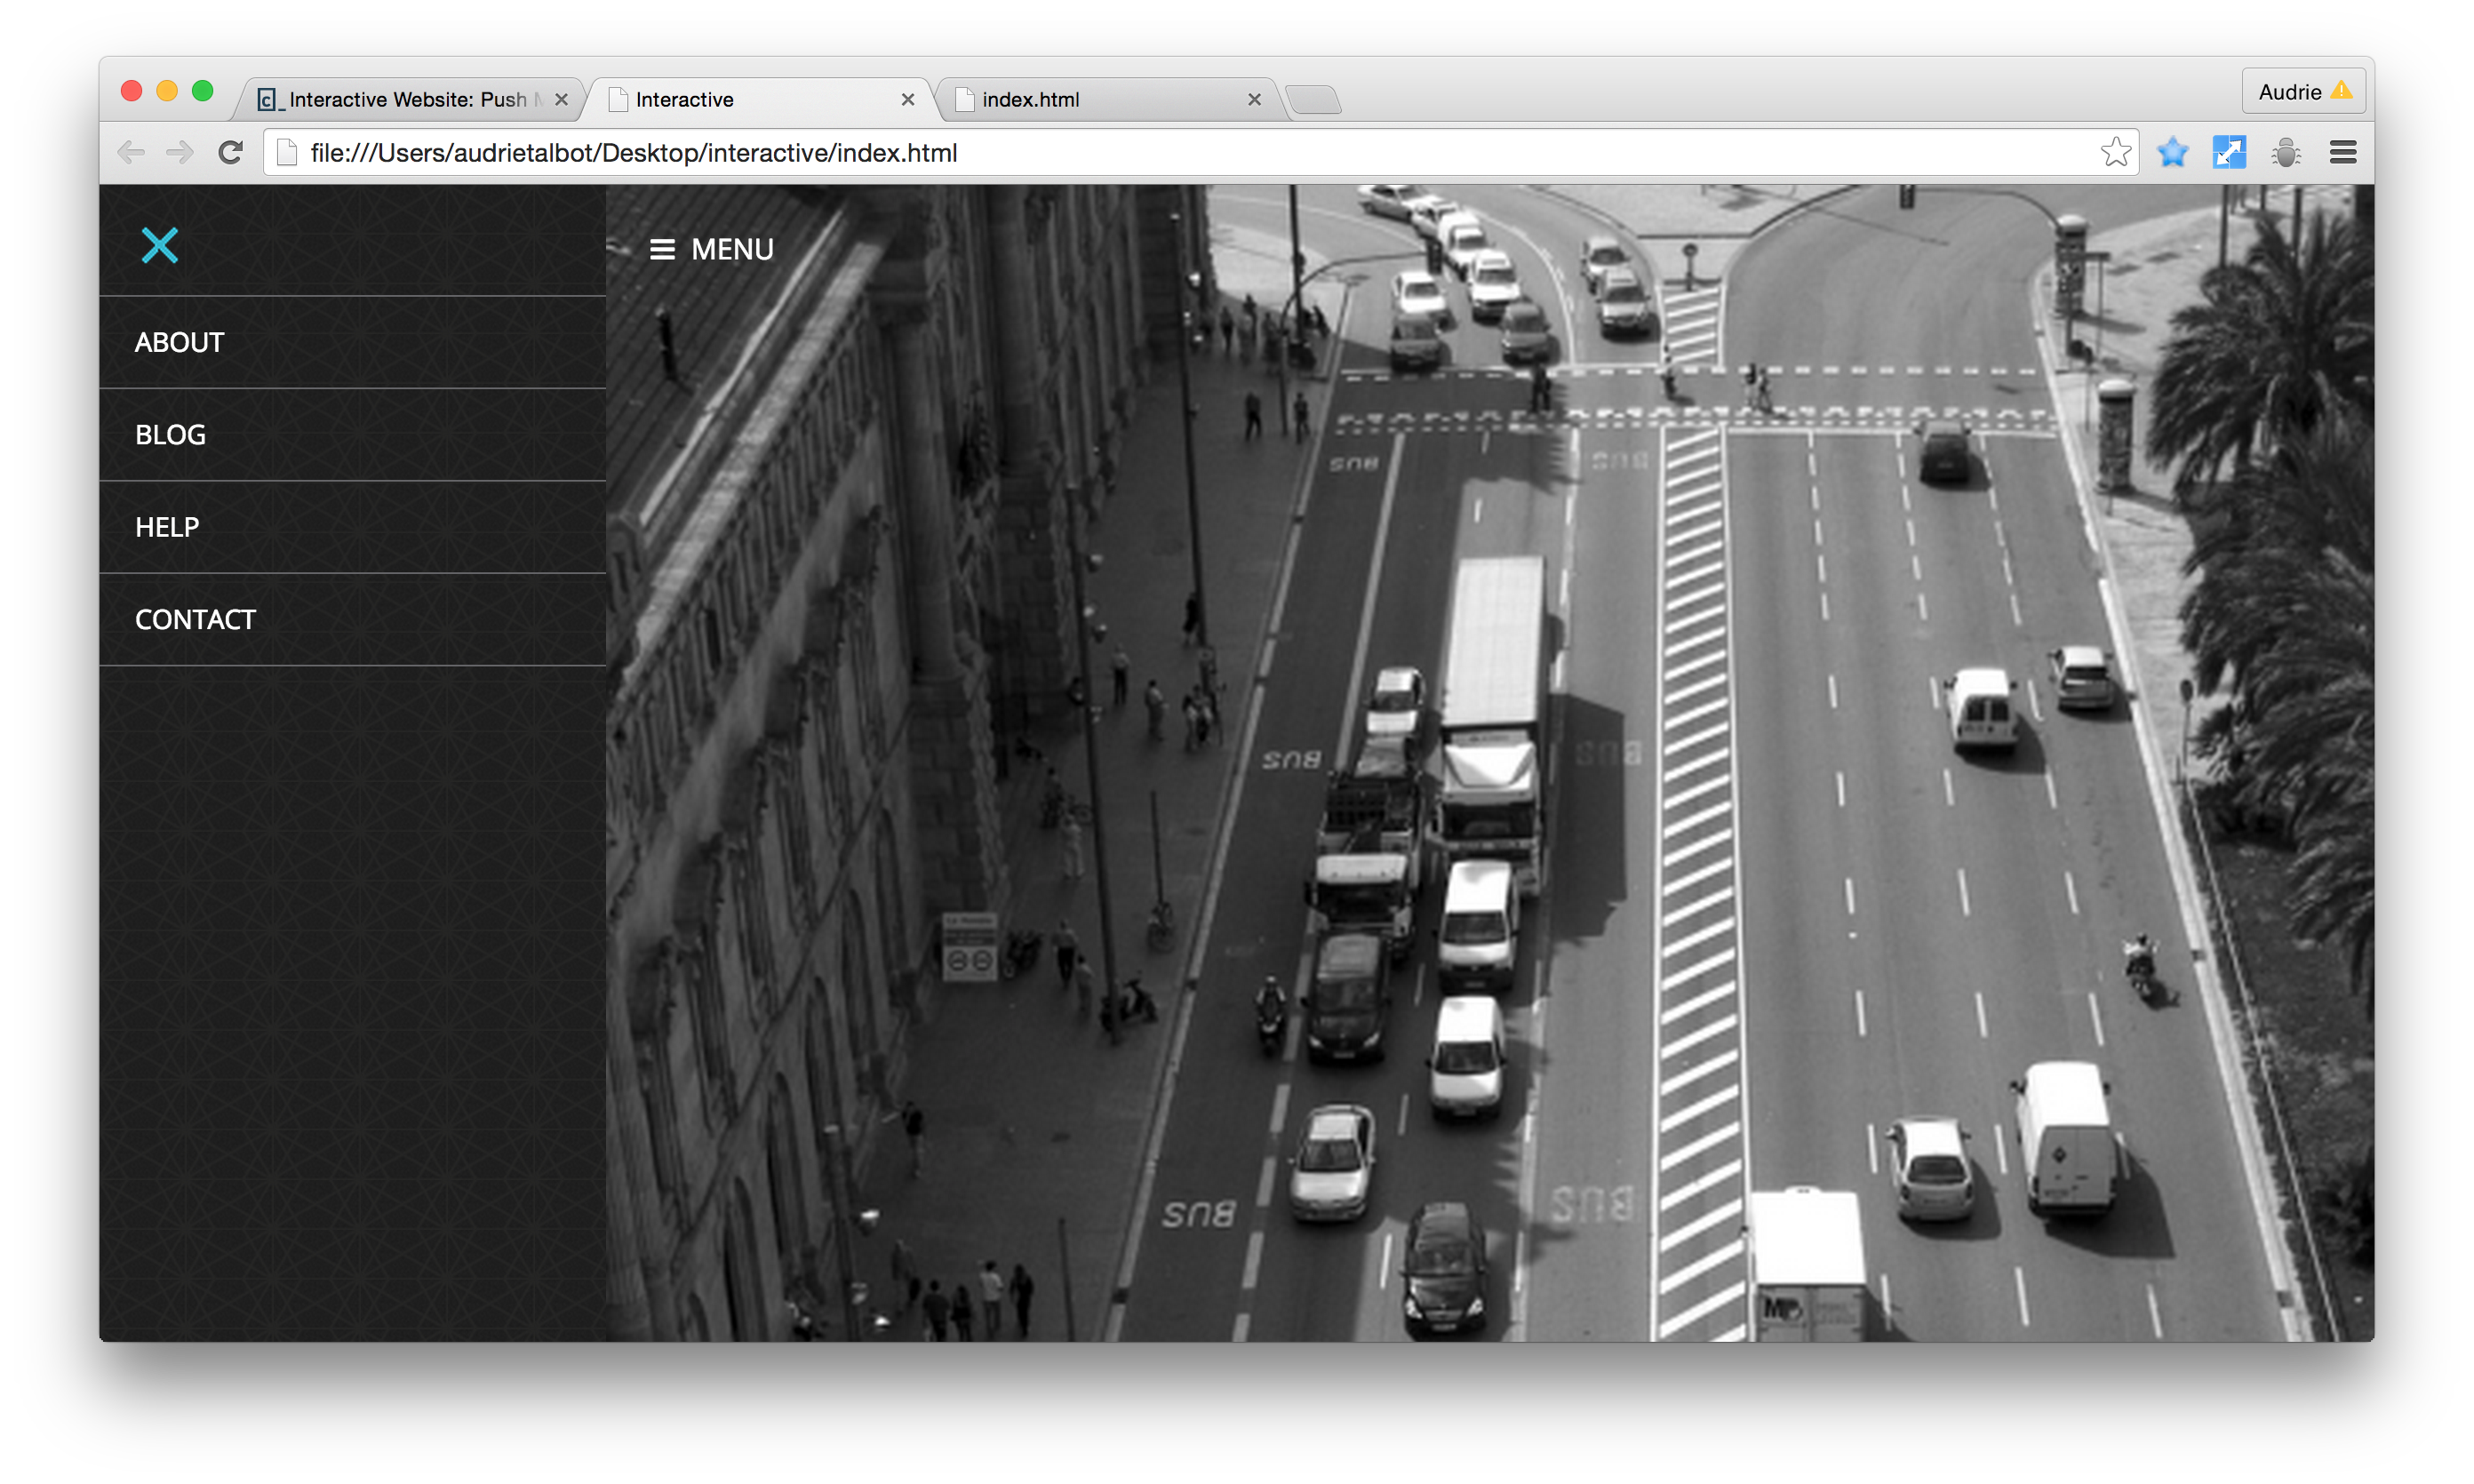 Interactive Website: Push M
Interactive
index.html
Audrie
file:///Users/audrietalbot/Desktop/interactive/index.html
MENU
ABOUT
BLOG
HELP
CONTACT
BUS
BUS
BUS
BUS
BUS
BUS